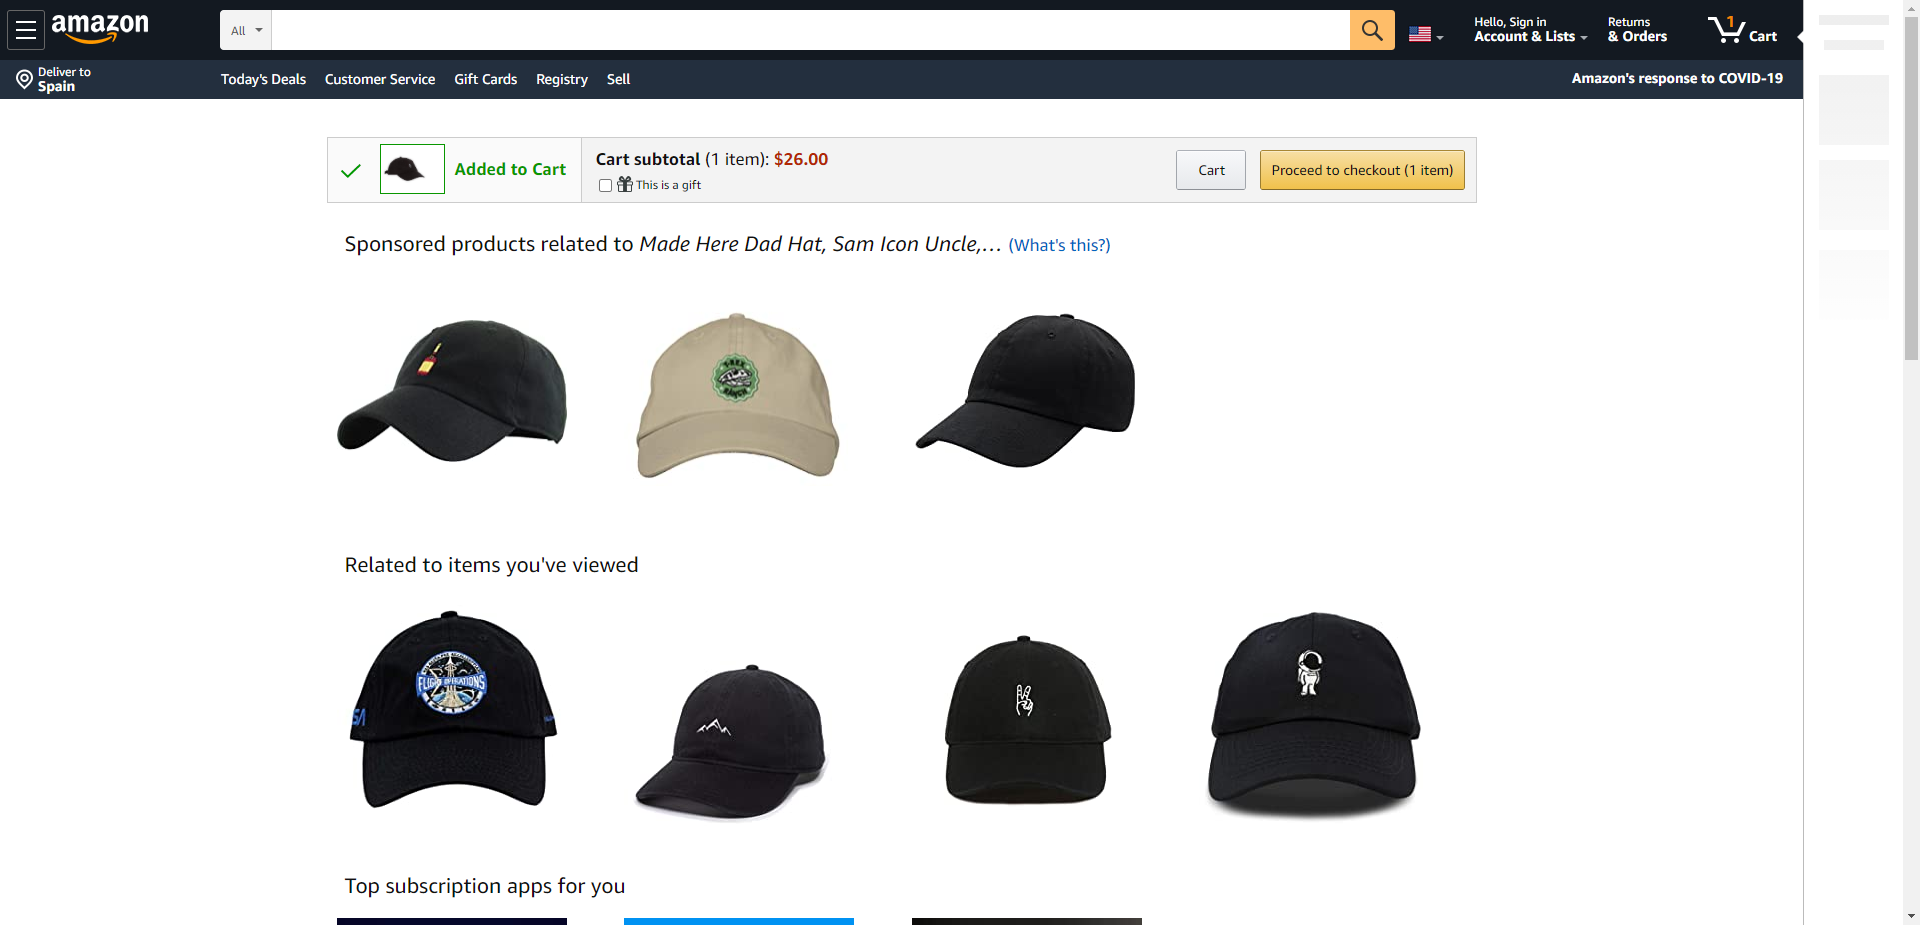 amazon
All
Hello, Sign in
Account & Lists
Returns
& Orders
1
Cart
Deliver to
Spain
Today's Deals
Customer Service
Gift Cards
Registry
Sell
Amazon's response to COVID-19
Added to Cart
Cart subtotal (1 item): $26.00
This is a gift
Cart
Proceed to checkout (1 item)
Sponsored products related to Made Here Dad Hat, Sam Icon Uncle,… (What's this?)
Related to items you've viewed
FLIGHT OPERATIONS
Top subscription apps for you